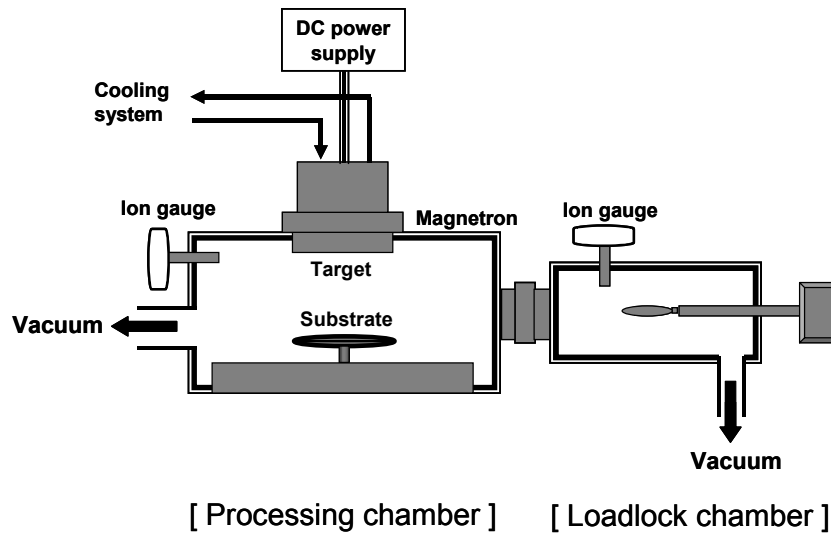 DC power
supply
Cooling
system
Ion gauge
Magnetron
Ion gauge
Target
Substrate
Vacuum
Vacuum
[ Processing chamber ]
[ Loadlock chamber ]